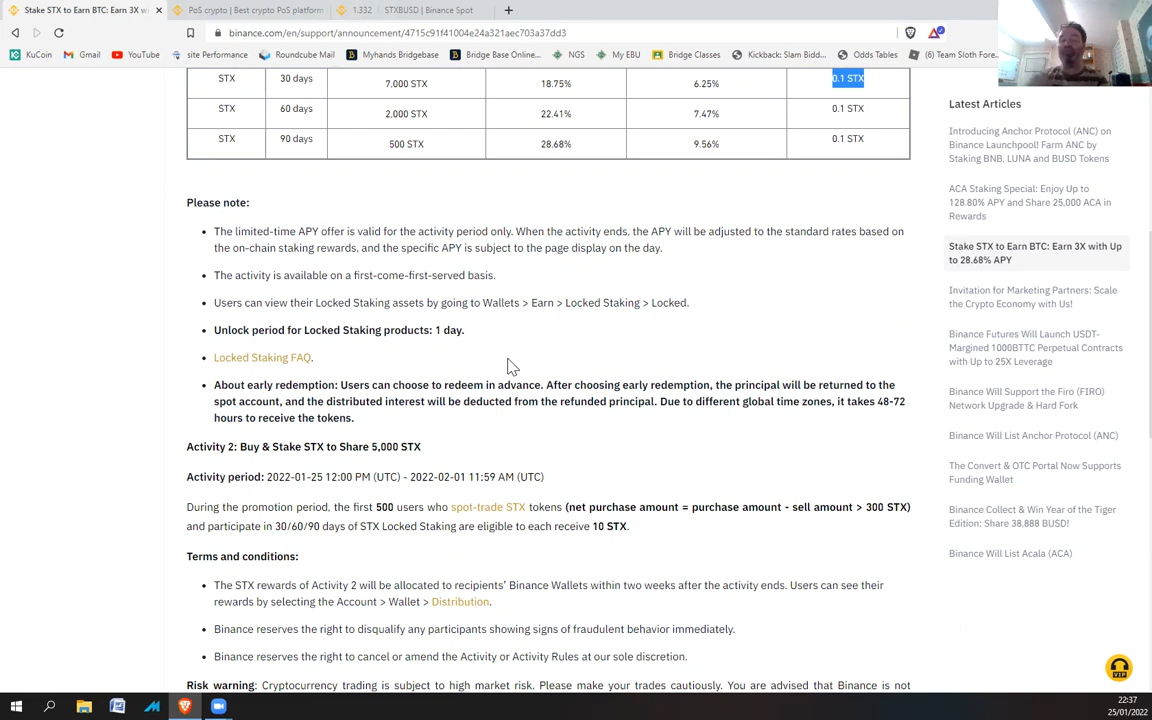 Stake STX to Earn BTC: Earn 3X w
PoS crypto | Best crypto PoS platform
1.332 STXBUSD | Binance Spot
binance.com/en/support/announcement/4715c91f41004e24a321aec703a37dd3
KuCoin Gmail YouTube site Performance Roundcube Mail Myhands Bridgebase Bridge Base Online... NGS My EBU Bridge Classes Kickback: Slam Bidd... Odds Tables (6) Team Sloth Fore...
STX 30 days 7,000 STX 18.75% 6.25% 0.1 STX
STX 60 days 2,000 STX 22.41% 7.47% 0.1 STX
STX 90 days 500 STX 28.68% 9.56% 0.1 STX
Please note:
The limited-time APY offer is valid for the activity period only. When the activity ends, the APY will be adjusted to the standard rates based on
the on-chain staking rewards, and the specific APY is subject to the page display on the day.
The activity is available on a first-come-first-served basis.
Users can view their Locked Staking assets by going to Wallets > Earn > Locked Staking > Locked.
Unlock period for Locked Staking products: 1 day.
Locked Staking FAQ.
About early redemption: Users can choose to redeem in advance. After choosing early redemption, the principal will be returned to the
spot account, and the distributed interest will be deducted from the refunded principal. Due to different global time zones, it takes 48-72
hours to receive the tokens.
Activity 2: Buy & Stake STX to Share 5,000 STX
Activity period: 2022-01-25 12:00 PM (UTC) - 2022-02-01 11:59 AM (UTC)
During the promotion period, the first 500 users who spot-trade STX tokens (net purchase amount = purchase amount - sell amount > 300 STX)
and participate in 30/60/90 days of STX Locked Staking are eligible to each receive 10 STX.
Terms and conditions:
The STX rewards of Activity 2 will be allocated to recipients' Binance Wallets within two weeks after the activity ends. Users can see their
rewards by selecting the Account > Wallet > Distribution.
Binance reserves the right to disqualify any participants showing signs of fraudulent behavior immediately.
Binance reserves the right to cancel or amend the Activity or Activity Rules at our sole discretion.
Risk warning: Cryptocurrency trading is subject to high market risk. Please make your trades cautiously. You are advised that Binance is not
Latest Articles
Introducing Anchor Protocol (ANC) on
Binance Launchpool! Farm ANC by
Staking BNB, LUNA and BUSD Tokens
ACA Staking Special: Enjoy Up to
128.80% APY and Share 25,000 ACA in
Rewards
Stake STX to Earn BTC: Earn 3X with Up
to 28.68% APY
Invitation for Marketing Partners: Scale
the Crypto Economy with Us!
Binance Futures Will Launch USDT-
Margined 1000BTTC Perpetual Contracts
with Up to 25X Leverage
Binance Will Support the Firo (FIRO)
Network Upgrade & Hard Fork
Binance Will List Anchor Protocol (ANC)
The Convert & OTC Portal Now Supports
Funding Wallet
Binance Collect & Win Year of the Tiger
Edition: Share 38,888 BUSD!
Binance Will List Acala (ACA)
VIP
22:37
25/01/2022